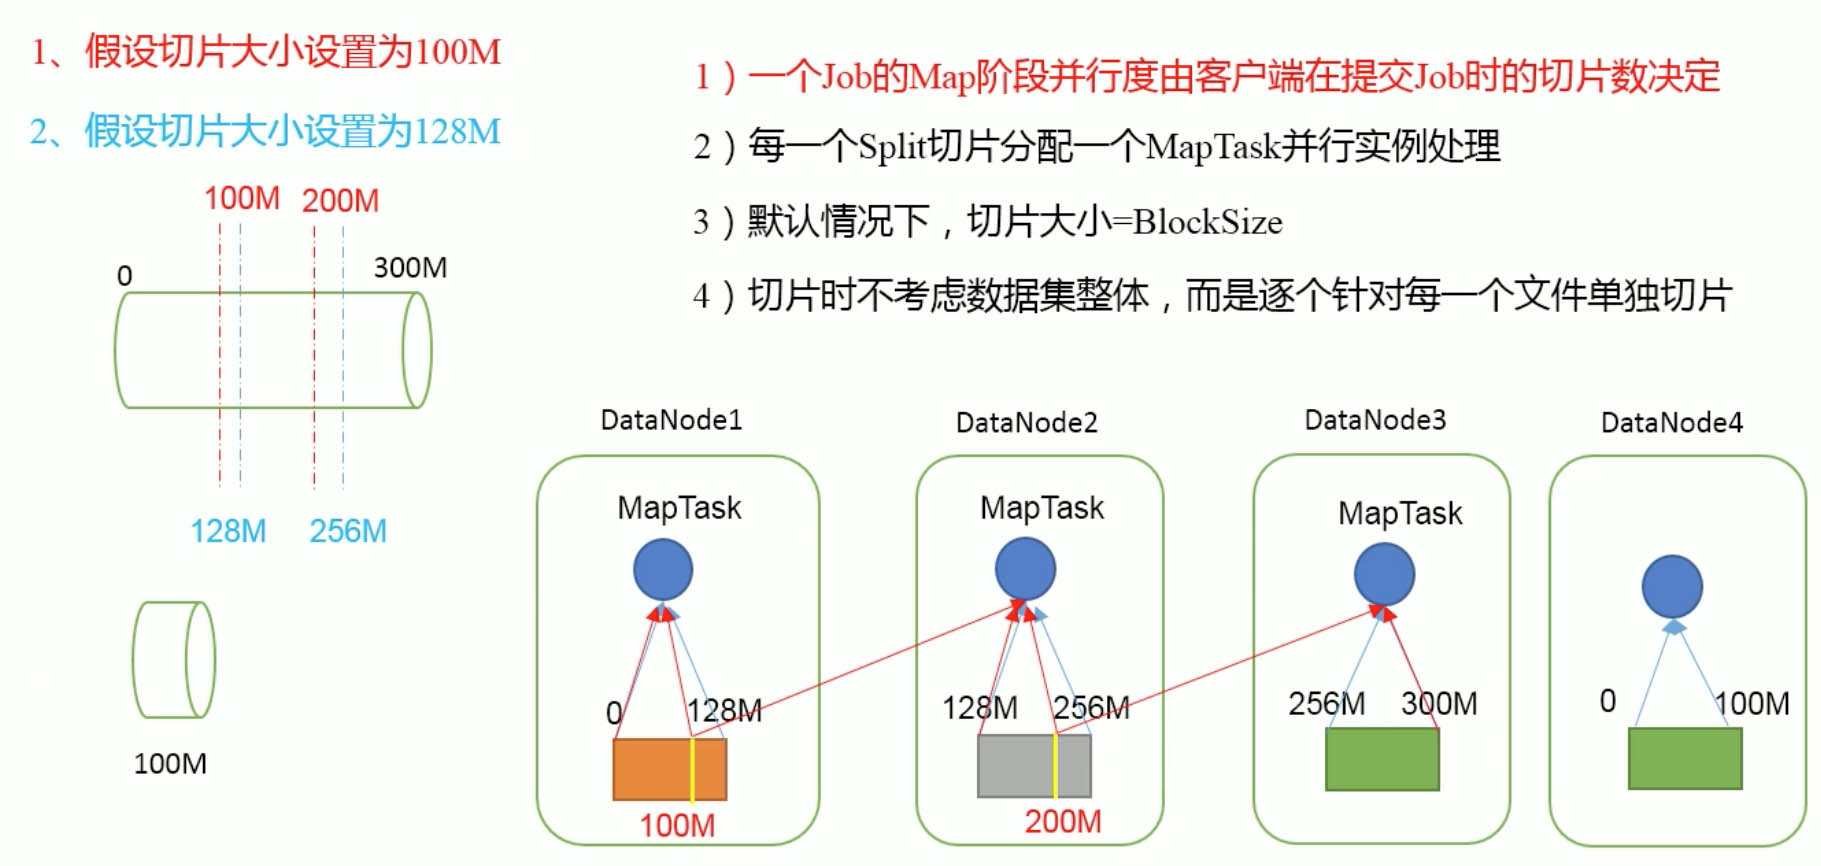 1、假设切片大小设置为100M
2、假设切片大小设置为128M
1）一个Job的Map阶段并行度由客户端在提交Job时的切片数决定
2）每一个Split切片分配一个MapTask并行实例处理
3）默认情况下，切片大小=BlockSize
4）切片时不考虑数据集整体，而是逐个针对每一个文件单独切片
100M 200M
0 300M
128M 256M
100M
DataNode1
MapTask
0 128M
100M
DataNode2
MapTask
128M 256M
200M
DataNode3
MapTask
256M 300M
DataNode4
0 100M